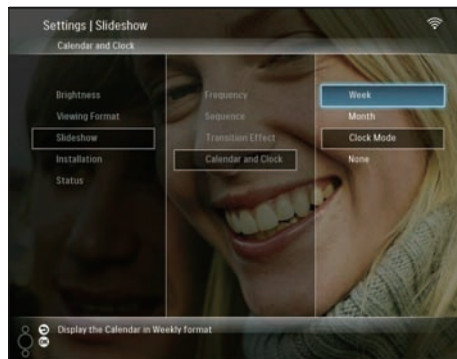 Settings | Slideshow
Calendar and Clock
Brightness
Viewing Format
Slideshow
Installation
Status
Frequency
Sequence
Transition Effect
Calendar and Clock
Week
Month
Clock Mode
None
Display the Calendar in Weekly format
OK